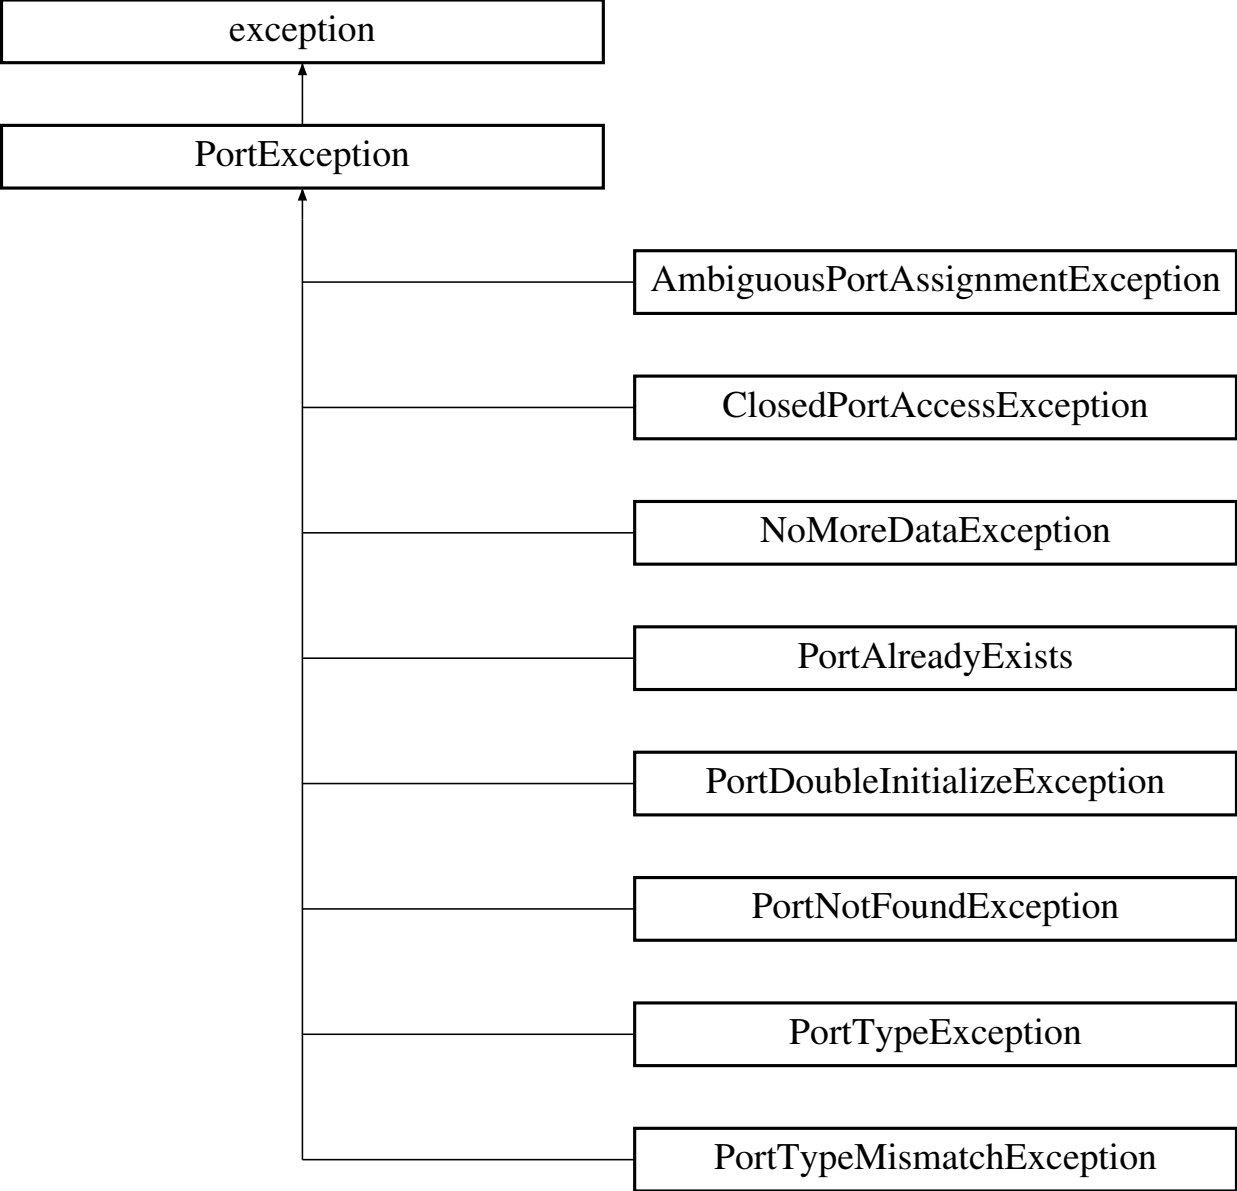 exception
PortException
AmbiguousPortAssignmentException
ClosedPortAccessException
NoMoreDataException
PortAlreadyExists
PortDoubleInitializeException
PortNotFoundException
PortTypeException
PortTypeMismatchException